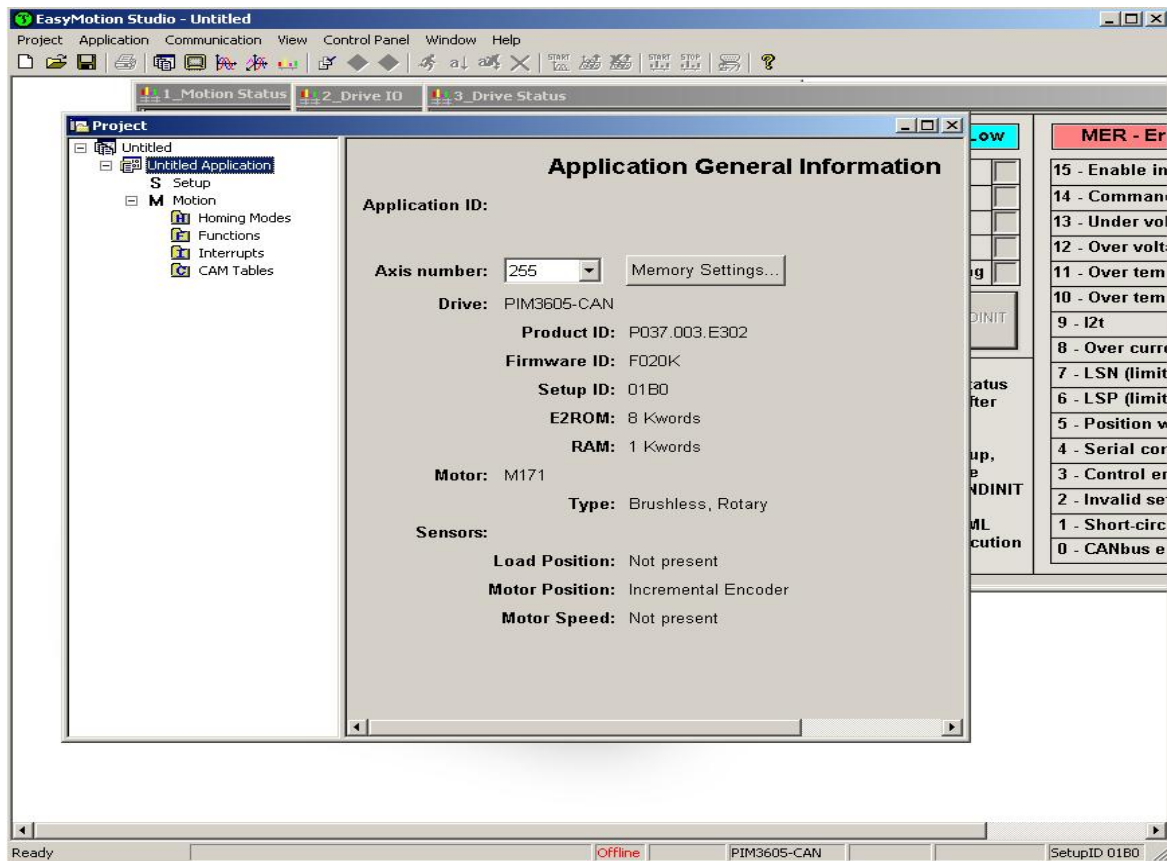 EasyMotion Studio - Untitled
Project Application Communication View Control Panel Window Help
START START STOP
1_Motion Status 2_Drive IO 3_Drive Status
Project
Untitled
Untitled Application
S Setup
M Motion
H Homing Modes
F Functions
I Interrupts
C CAM Tables
Application General Information
Application ID:
Axis number: 255 Memory Settings...
Drive: PIM3605-CAN
Product ID: P037.003.E302
Firmware ID: F020K
Setup ID: 01B0
E2ROM: 8 Kwords
RAM: 1 Kwords
Motor: M171
Type: Brushless, Rotary
Sensors:
Load Position: Not present
Motor Position: Incremental Encoder
Motor Speed: Not present
MER - Er
15 - Enable in
14 - Comman
13 - Under vol
12 - Over volt
11 - Over tem
10 - Over tem
9 - I2t
8 - Over curre
7 - LSN (limit
6 - LSP (limit
5 - Position w
4 - Serial cor
3 - Control er
2 - Invalid se
1 - Short-circ
0 - CANbus e
Ready Offline PIM3605-CAN SetupID 01B0